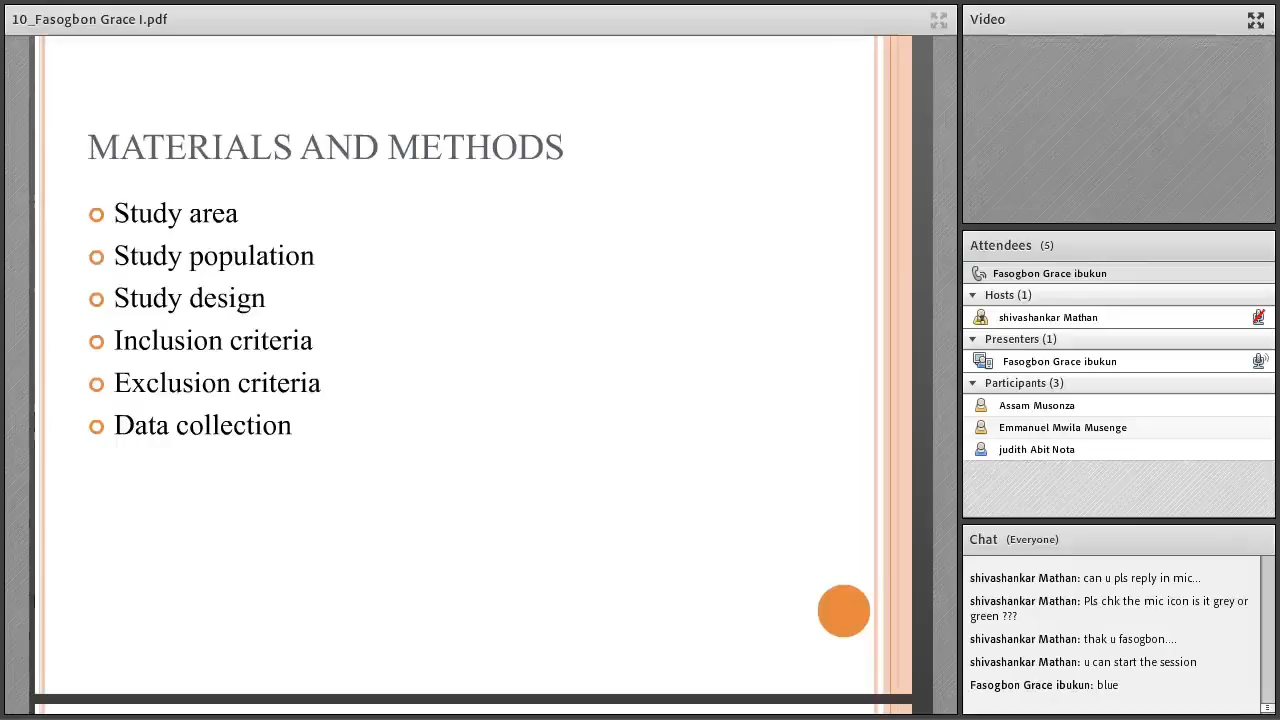 10_Fasogbon Grace I.pdf
MATERIALS AND METHODS
Study area
Study population
Study design
Inclusion criteria
Exclusion criteria
Data collection
Video
Attendees (5)
Fasogbon Grace ibukun
Hosts (1)
shivashankar Mathan
Presenters (1)
Fasogbon Grace ibukun
Participants (3)
Assam Musonza
Emmanuel Mwila Musenge
judith Abit Nota
Chat (Everyone)
shivashankar Mathan: can u pls reply in mic...
shivashankar Mathan: Pls chk the mic icon is it grey or
green ???
shivashankar Mathan: thak u fasogbon....
shivashankar Mathan: u can start the session
Fasogbon Grace ibukun: blue